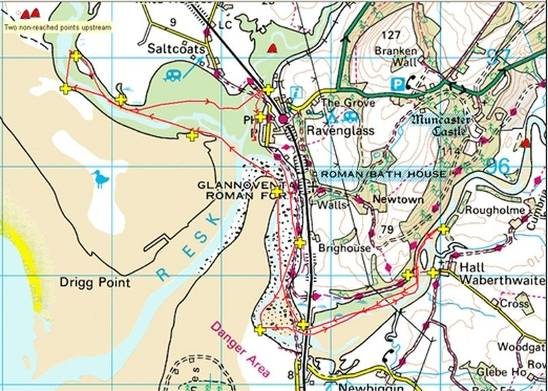 Two non-reached points upstream
9
LC
Saltcoats
127
Branken
Wall
97
P
The Grove
PH
Ravenglass
Muncaster
Castle
96
ROMAN BATH HOUSE
GLANNOVENTA
ROMAN FORT
Walls
Newtown
Rougholme
79
R ESK
Brighouse
Drigg Point
Hall
Waberthwaite
Cross
Danger Area
8
Newbiggin
Woodgat
Glebe Ho
Row